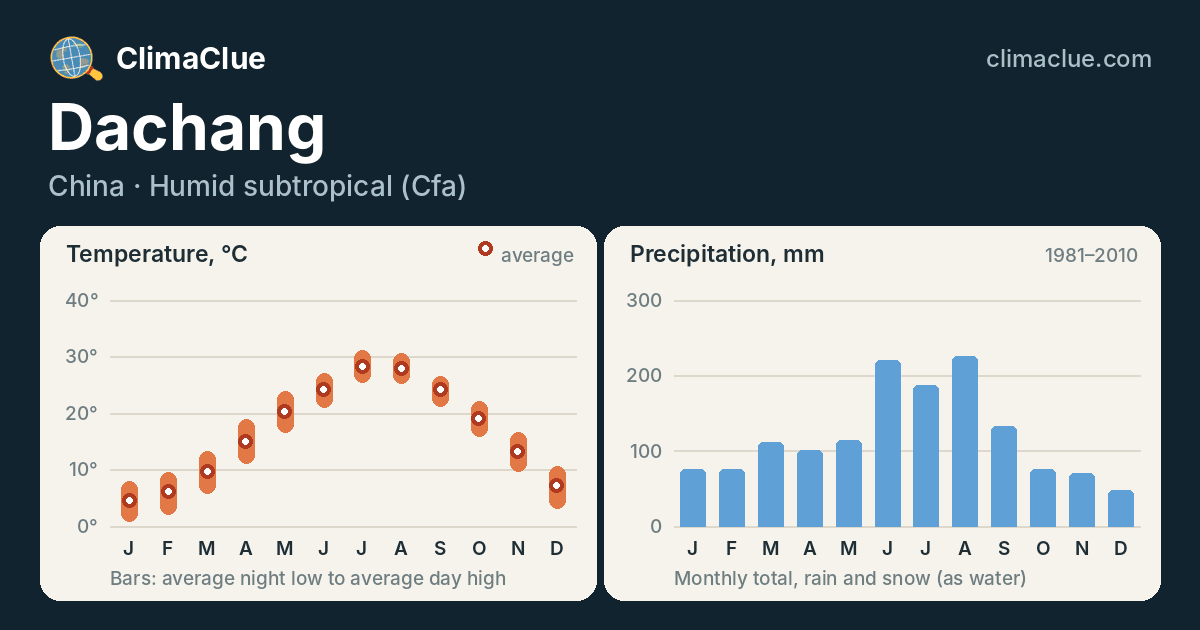 ClimaClue
climaclue.com
Dachang
China · Humid subtropical (Cfa)
Temperature, °C
average
40°
30°
20°
10°
0°
J F M A M J J A S O N D
Bars: average night low to average day high
Precipitation, mm
1981–2010
300
200
100
0
J F M A M J J A S O N D
Monthly total, rain and snow (as water)